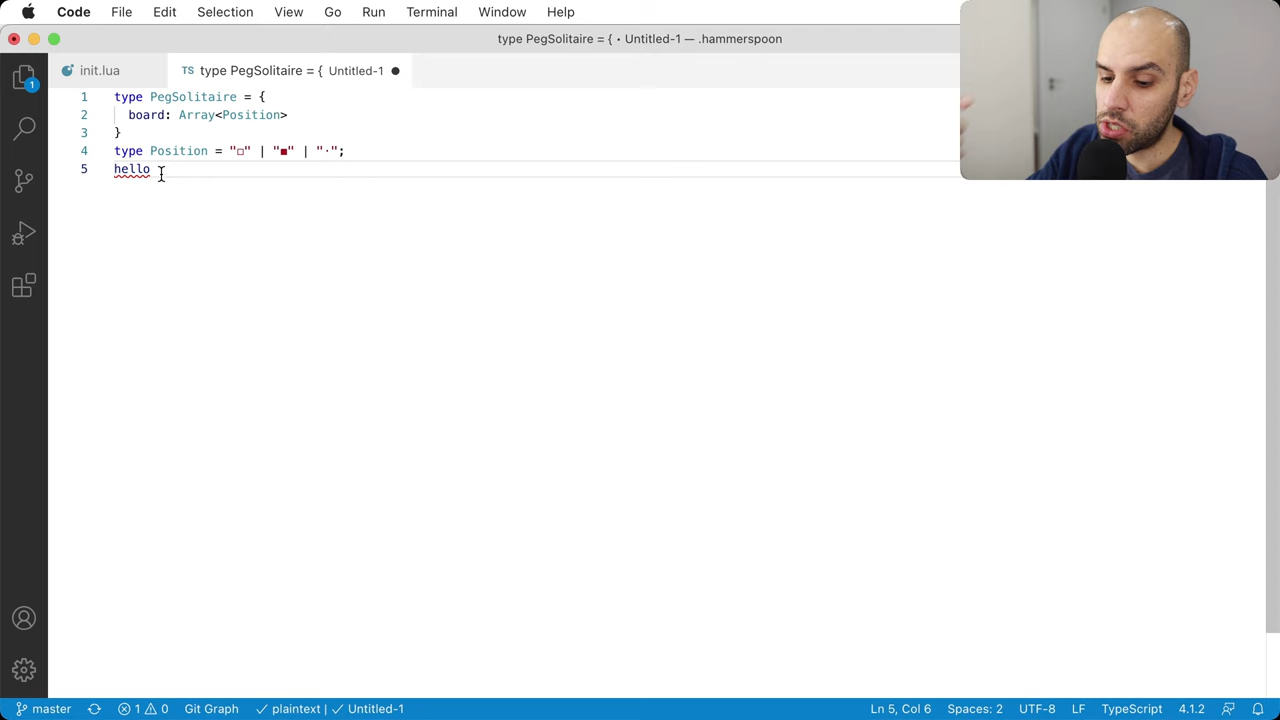 Code File Edit Selection View Go Run Terminal Window Help
type PegSolitaire = { • Untitled-1 — .hammerspoon
init.lua
TS type PegSolitaire = { Untitled-1 ●
1
1 type PegSolitaire = {
2 board: Array<Position>
3 }
4 type Position = "□" | "■" | "·";
5 hello
master 1 0 Git Graph ✓ plaintext | ✓ Untitled-1 Ln 5, Col 6 Spaces: 2 UTF-8 LF TypeScript 4.1.2